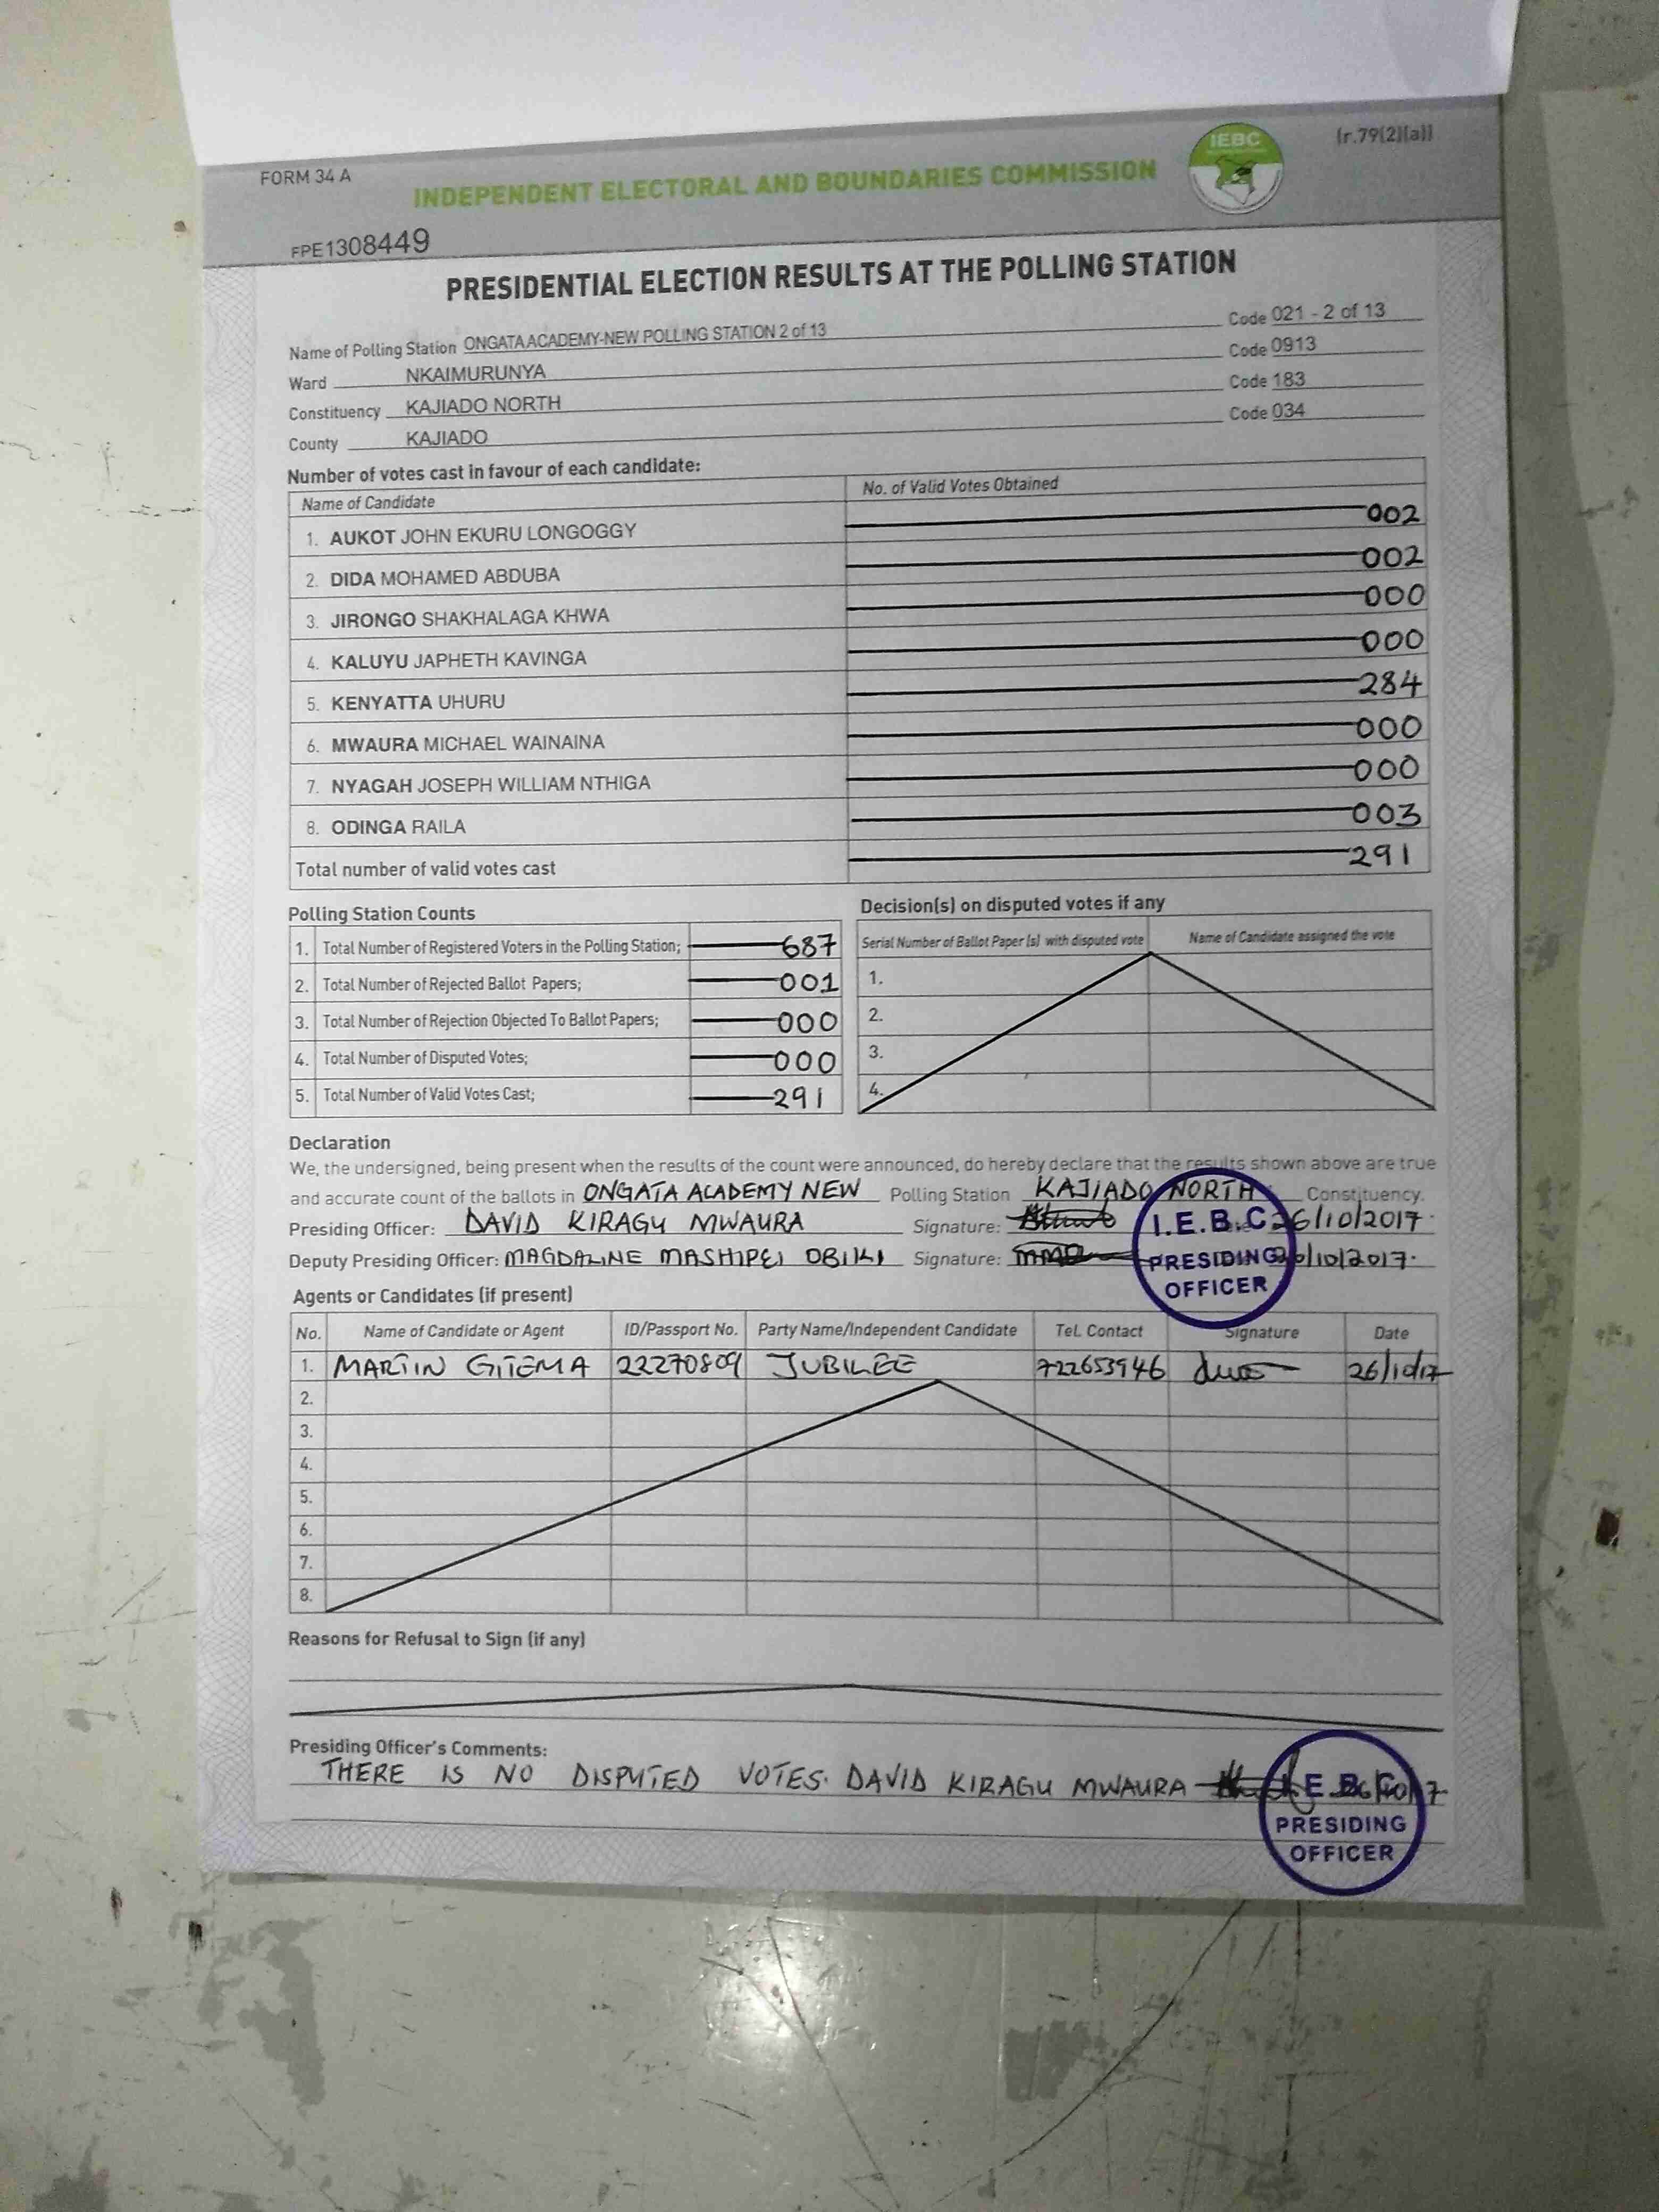 FORM 34 A
INDEPENDENT ELECTORAL AND BOUNDARIES COMMISSION
IEBC
(r.79(2)(a))
FPE1308449
PRESIDENTIAL ELECTION RESULTS AT THE POLLING STATION
Name of Polling Station ONGATA ACADEMY-NEW POLLING STATION 2 of 13 Code 021 - 2 of 13
Ward NKAIMURUNYA Code 0913
Constituency KAJIADO NORTH Code 183
County KAJIADO Code 034
Number of votes cast in favour of each candidate:
Name of Candidate No. of Valid Votes Obtained
1. AUKOT JOHN EKURU LONGOGGY 002
2. DIDA MOHAMED ABDUBA 002
3. JIRONGO SHAKHALAGA KHWA 000
4. KALUYU JAPHETH KAVINGA 000
5. KENYATTA UHURU 284
6. MWAURA MICHAEL WAINAINA 000
7. NYAGAH JOSEPH WILLIAM NTHIGA 000
8. ODINGA RAILA 003
Total number of valid votes cast 291
Polling Station Counts
1. Total Number of Registered Voters in the Polling Station; 687
2. Total Number of Rejected Ballot Papers; 001
3. Total Number of Rejection Objected To Ballot Papers; 000
4. Total Number of Disputed Votes; 000
5. Total Number of Valid Votes Cast; 291
Decision(s) on disputed votes if any
Serial Number of Ballot Paper (s) with disputed vote Name of Candidate assigned the vote
1.
2.
3.
4.
Declaration
We, the undersigned, being present when the results of the count were announced, do hereby declare that the results shown above are true
and accurate count of the ballots in ONGATA ACADEMY NEW Polling Station KAJIADO NORTH Constituency.
Presiding Officer: DAVID KIRAGU MWAURA Signature: 26/10/2017
Deputy Presiding Officer: MAGDALINE MASHIPEI OBIKI Signature: 26/10/2017.
I.E.B.C
PRESIDING
OFFICER
Agents or Candidates (if present)
No. Name of Candidate or Agent ID/Passport No. Party Name/Independent Candidate Tel. Contact Signature Date
1. MARTIN GITEMA 22270809 JUBILEE 722653946 26/10/17
2.
3.
4.
5.
6.
7.
8.
Reasons for Refusal to Sign (if any)
Presiding Officer's Comments:
THERE IS NO DISPUTED VOTES. DAVID KIRAGU MWAURA 26/10/17
I.E.B.C
PRESIDING
OFFICER